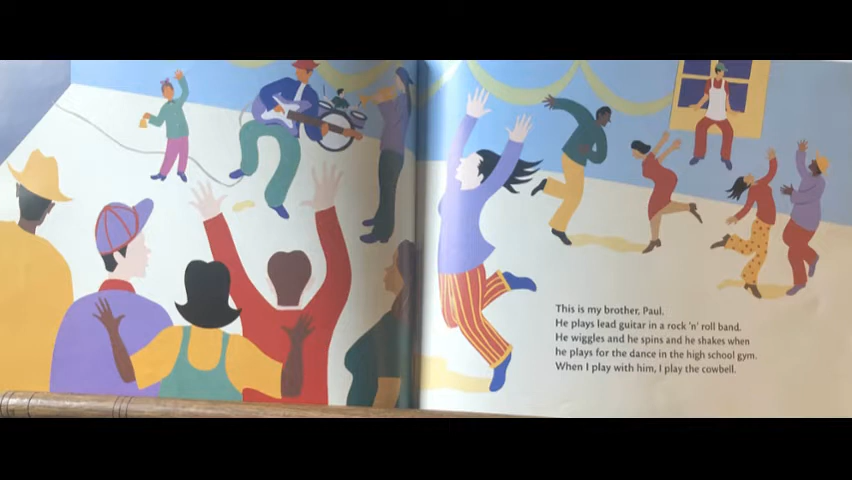 This is my brother, Paul.
He plays lead guitar in a rock 'n' roll band.
He wiggles and he spins and he shakes when
he plays for the dance in the high school gym.
When I play with him, I play the cowbell.